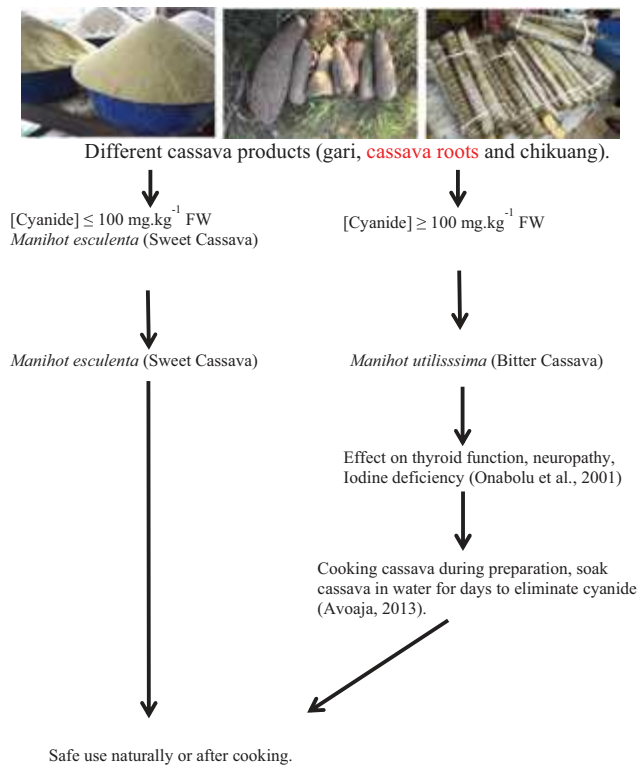 Different cassava products (gari, cassava roots and chikuang).
[Cyanide] ≤ 100 mg.kg⁻¹ FW
Manihot esculenta (Sweet Cassava)
[Cyanide] ≥ 100 mg.kg⁻¹ FW
Manihot esculenta (Sweet Cassava)
Manihot utilisssima (Bitter Cassava)
Effect on thyroid function, neuropathy,
Iodine deficiency (Onabolu et al., 2001)
Cooking cassava during preparation, soak
cassava in water for days to eliminate cyanide
(Avoaja, 2013).
Safe use naturally or after cooking.